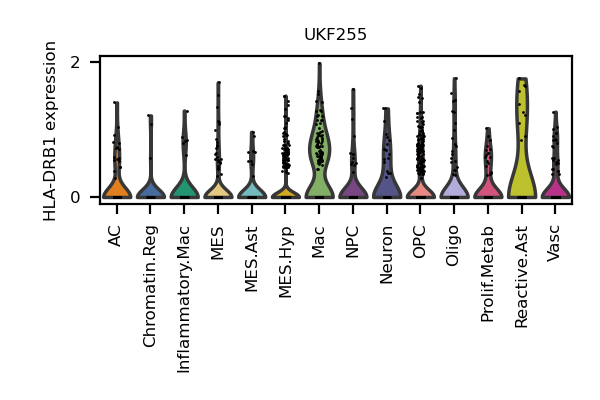 UKF255
HLA-DRB1 expression
2
0
AC
Chromatin.Reg
Inflammatory.Mac
MES
MES.Ast
MES.Hyp
Mac
NPC
Neuron
OPC
Oligo
Prolif.Metab
Reactive.Ast
Vasc